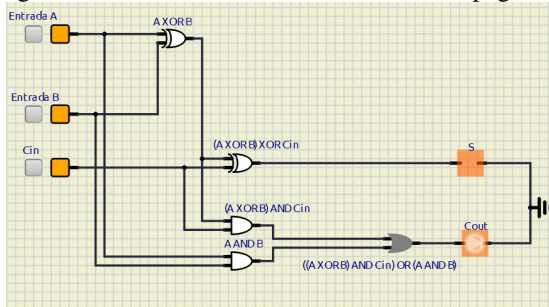 Entrada A
A XOR B
Entrada B
Cin
(A XOR B) XOR Cin
S
(A XOR B) AND Cin
A AND B
Cout
((A XOR B) AND Cin) OR (A AND B)